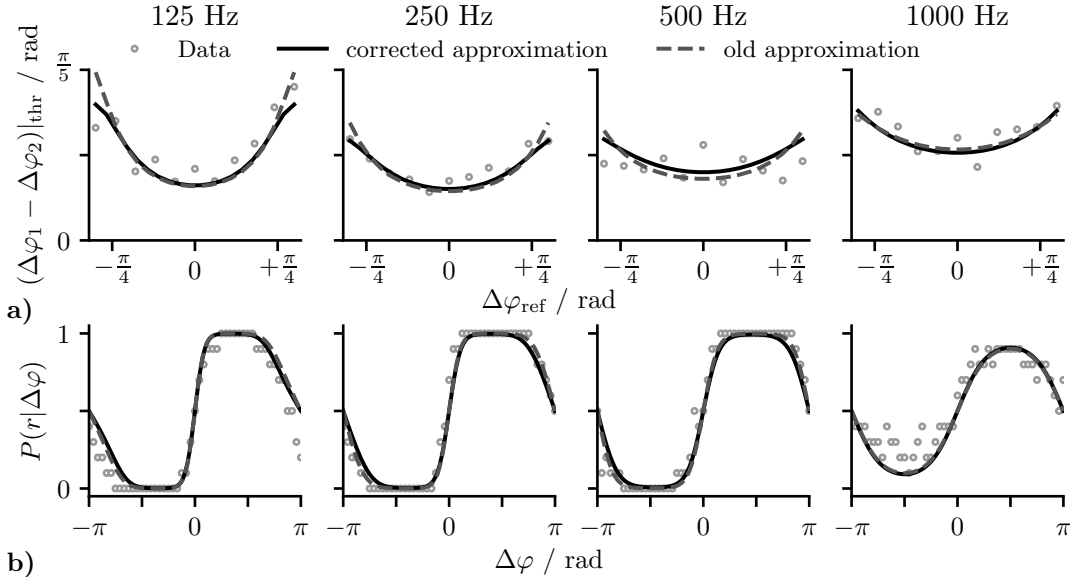 125 Hz 250 Hz 500 Hz 1000 Hz
Data corrected approximation old approximation
(Δφ₁ − Δφ₂)|thr / rad
π/5
0
−π/4 0 +π/4 −π/4 0 +π/4 −π/4 0 +π/4 −π/4 0 +π/4
Δφref / rad
a)
P(r|Δφ)
1
0
−π 0 π −π 0 π −π 0 π −π 0 π
Δφ / rad
b)